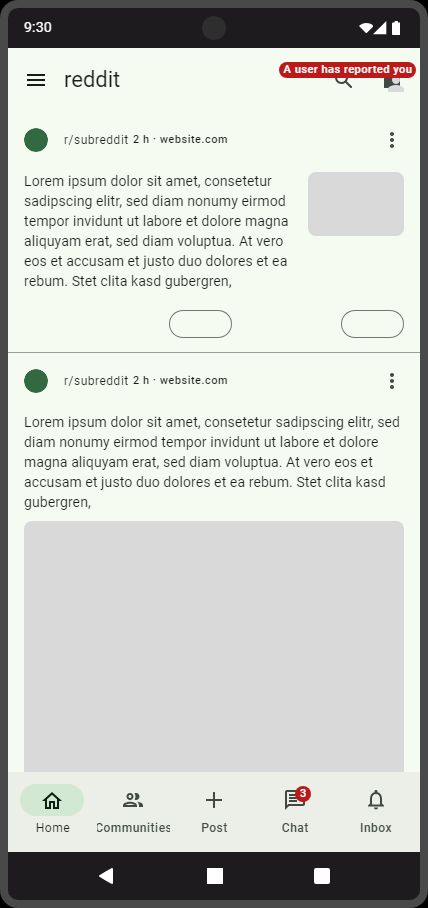 9:30
A user has reported you
reddit
r/subreddit 2 h · website.com
Lorem ipsum dolor sit amet, consetetur
sadipscing elitr, sed diam nonumy eirmod
tempor invidunt ut labore et dolore magna
aliquyam erat, sed diam voluptua. At vero
eos et accusam et justo duo dolores et ea
rebum. Stet clita kasd gubergren,
r/subreddit 2 h · website.com
Lorem ipsum dolor sit amet, consetetur sadipscing elitr, sed
diam nonumy eirmod tempor invidunt ut labore et dolore
magna aliquyam erat, sed diam voluptua. At vero eos et
accusam et justo duo dolores et ea rebum. Stet clita kasd
gubergren,
3
Home Communities Post Chat Inbox